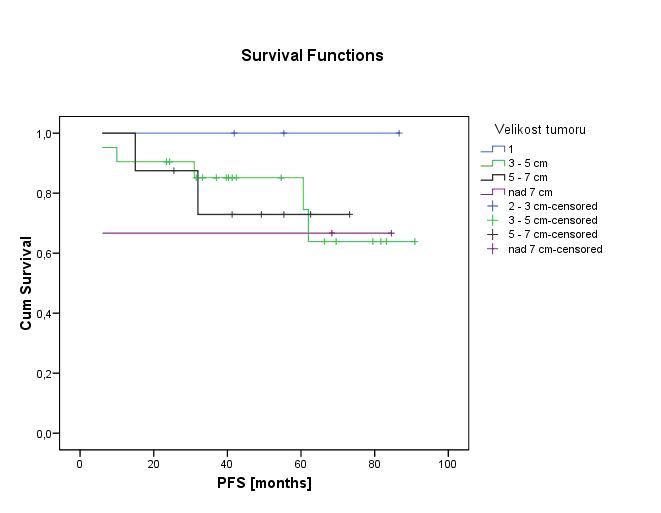 Survival Functions
Velikost tumoru
1
3 - 5 cm
5 - 7 cm
nad 7 cm
2 - 3 cm-censored
3 - 5 cm-censored
5 - 7 cm-censored
nad 7 cm-censored
Cum Survival
1,0
0,8
0,6
0,4
0,2
0,0
0 20 40 60 80 100
PFS [months]